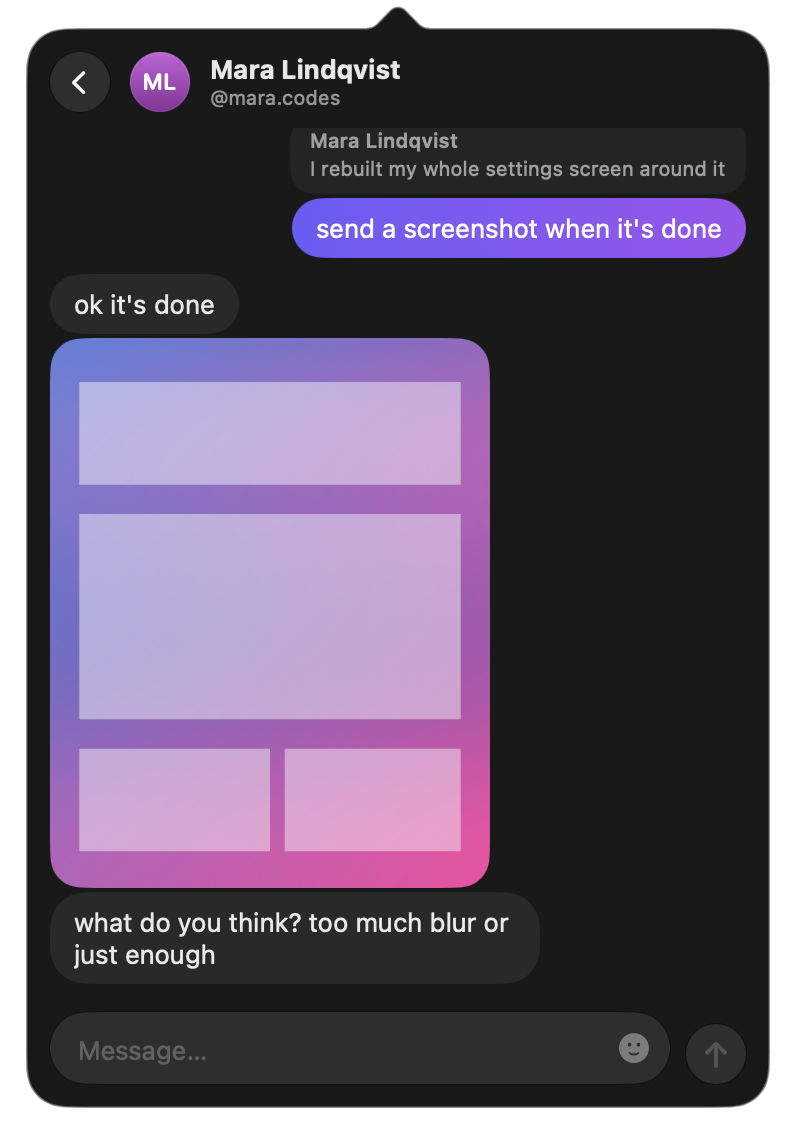 ML
Mara Lindqvist
@mara.codes
Mara Lindqvist
I rebuilt my whole settings screen around it
send a screenshot when it's done
ok it's done
what do you think? too much blur or
just enough
Message...